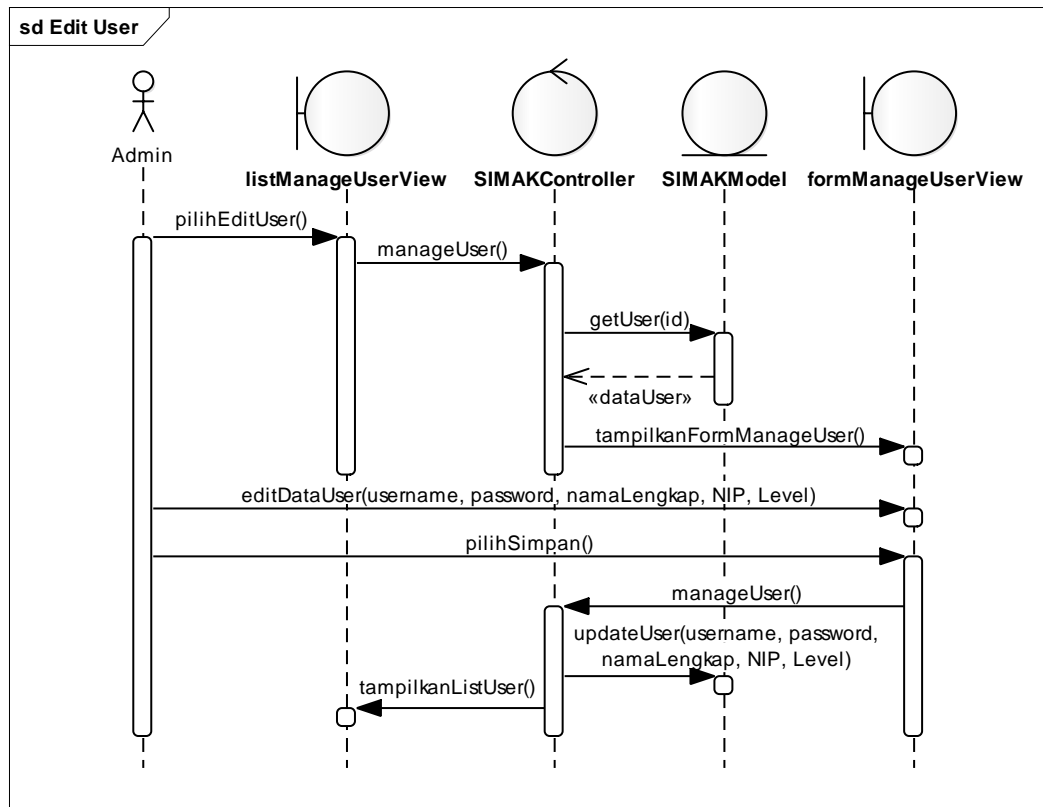 sd Edit User
Admin
listManageUserView
SIMAKController
SIMAKModel
formManageUserView
pilihEditUser()
manageUser()
getUser(id)
«dataUser»
tampilkanFormManageUser()
editDataUser(username, password, namaLengkap, NIP, Level)
pilihSimpan()
manageUser()
updateUser(username, password,
namaLengkap, NIP, Level)
tampilkanListUser()